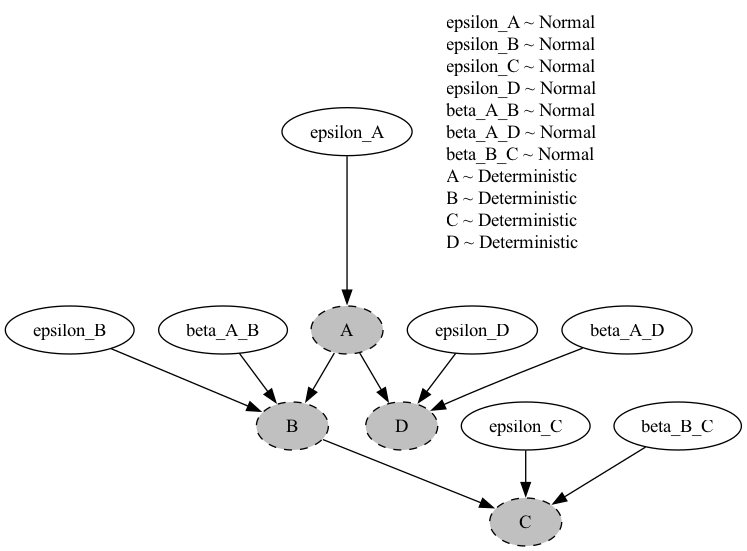 epsilon_A ~ Normal
epsilon_B ~ Normal
epsilon_C ~ Normal
epsilon_D ~ Normal
beta_A_B ~ Normal
beta_A_D ~ Normal
beta_B_C ~ Normal
A ~ Deterministic
B ~ Deterministic
C ~ Deterministic
D ~ Deterministic
epsilon_A
epsilon_B
beta_A_B
A
epsilon_D
beta_A_D
B
D
epsilon_C
beta_B_C
C